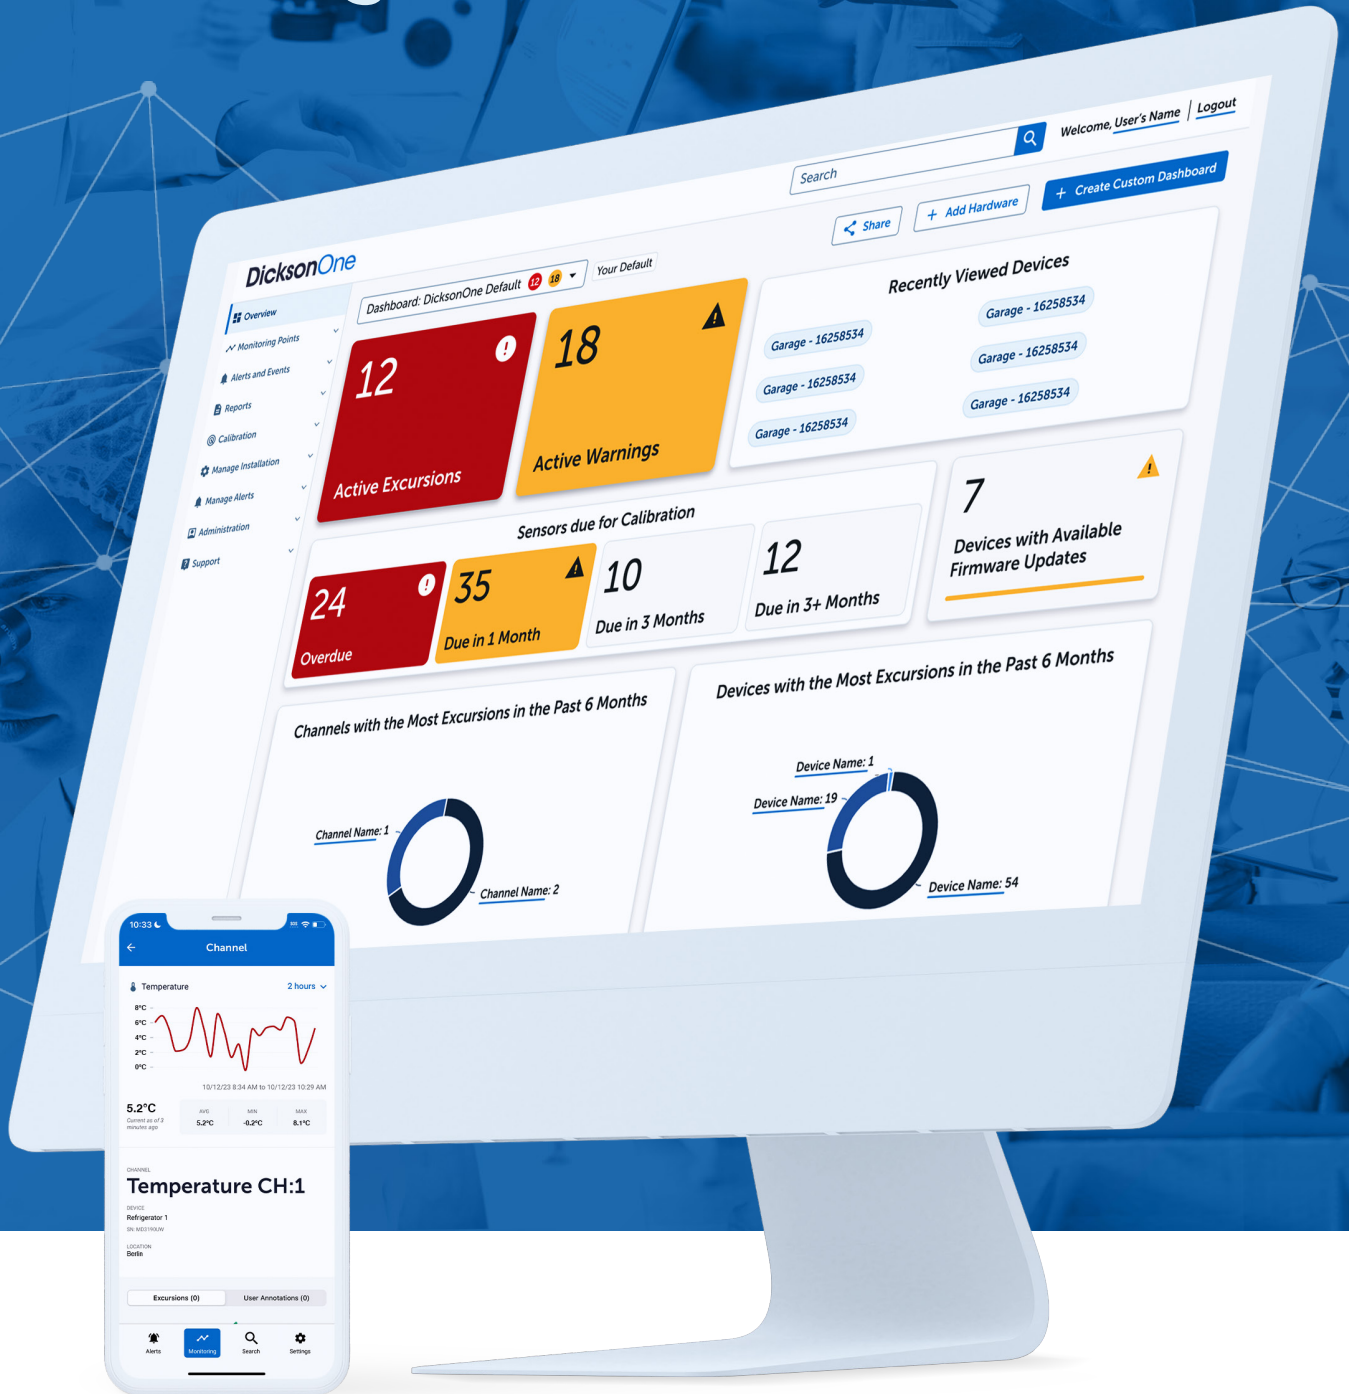 Search
Welcome, User's Name | Logout
DicksonOne
Dashboard: DicksonOne Default 12 18
Your Default
Share
+ Add Hardware
+ Create Custom Dashboard
Overview
Monitoring Points
Alerts and Events
Reports
Calibration
Manage Installation
Manage Alerts
Administration
Support
12
Active Excursions
18
Active Warnings
Recently Viewed Devices
Garage - 16258534
Garage - 16258534
Garage - 16258534
Garage - 16258534
Garage - 16258534
Garage - 16258534
Sensors due for Calibration
24
Overdue
35
Due in 1 Month
10
Due in 3 Months
12
Due in 3+ Months
7
Devices with Available
Firmware Updates
Channels with the Most Excursions in the Past 6 Months
Channel Name: 1
Channel Name: 2
Devices with the Most Excursions in the Past 6 Months
Device Name: 1
Device Name: 19
Device Name: 54
10:33
Channel
Temperature
2 hours
8°C
6°C
4°C
2°C
0°C
10/12/23 8:34 AM to 10/12/23 10:29 AM
5.2°C
Current as of 3
minutes ago
AVG
5.2°C
MIN
-0.2°C
MAX
8.1°C
CHANNEL
Temperature CH:1
DEVICE
Refrigerator 1
SN: MD3190UW
LOCATION
Berlin
Excursions (0)
User Annotations (0)
Alerts
Monitoring
Search
Settings